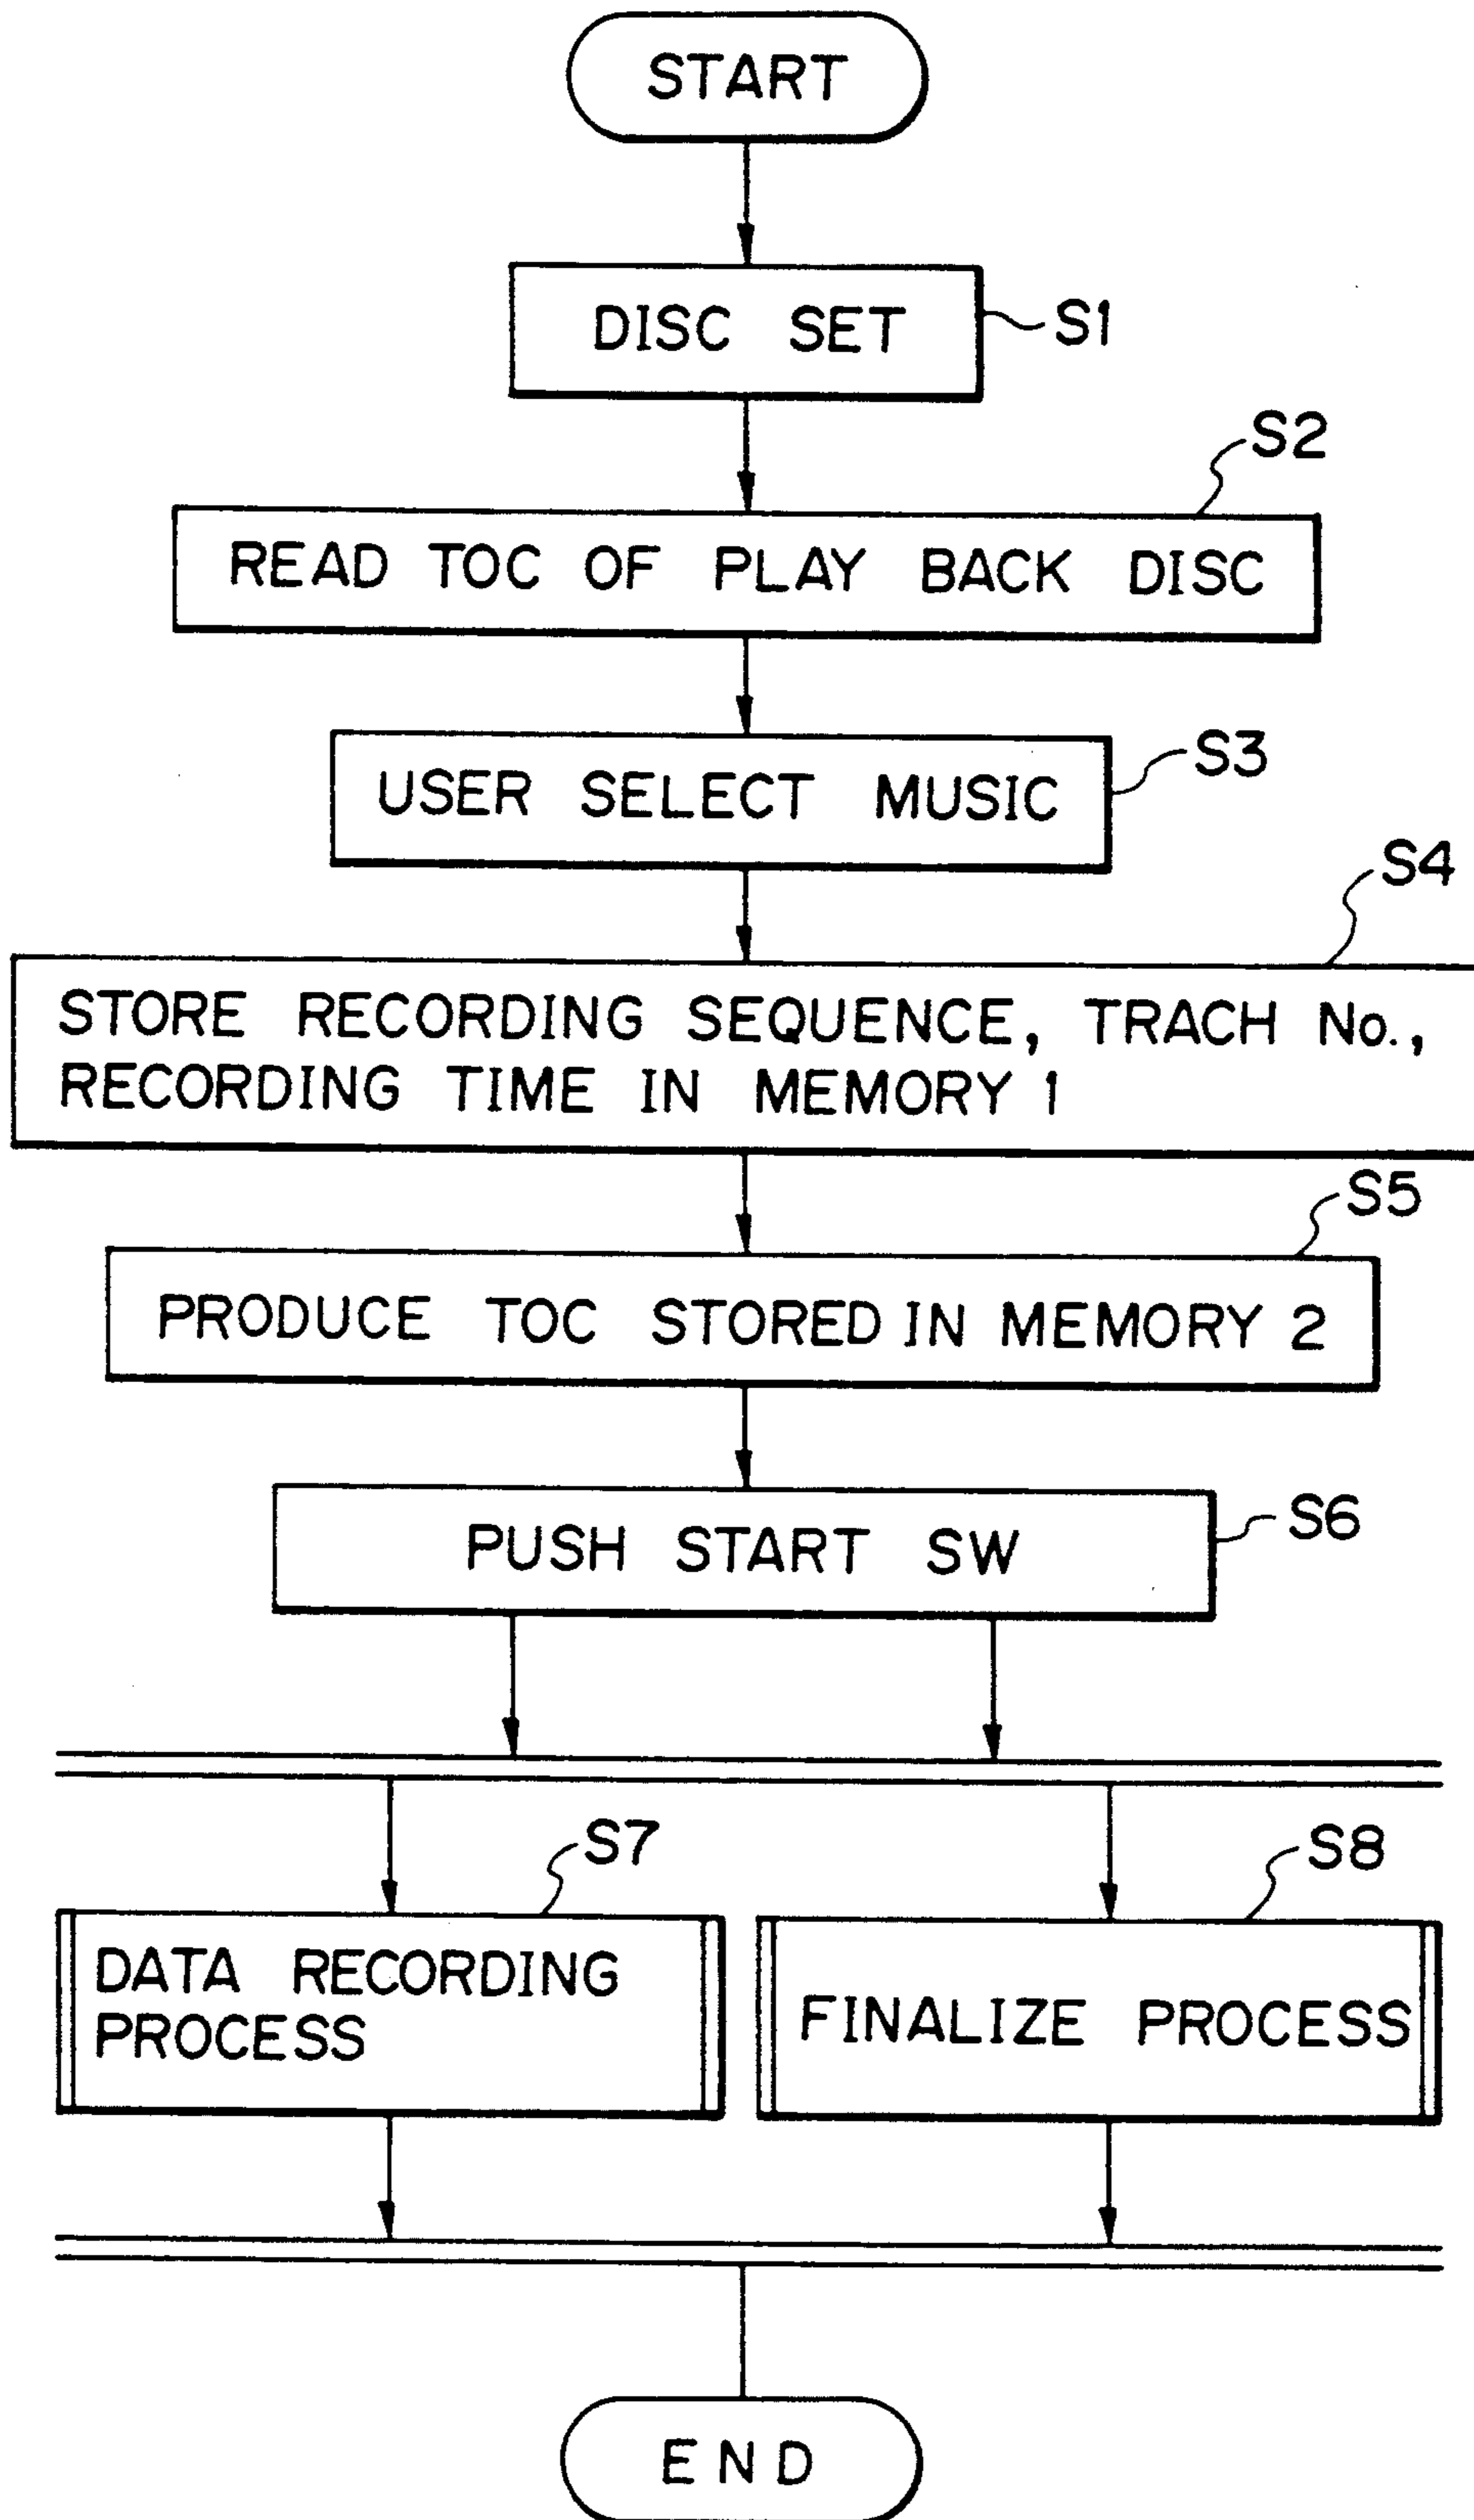 START
DISC SET
S1
S2
READ TOC OF PLAY BACK DISC
USER SELECT MUSIC
S3
S4
STORE RECORDING SEQUENCE, TRACH No.,
RECORDING TIME IN MEMORY 1
S5
PRODUCE TOC STORED IN MEMORY 2
PUSH START SW
S6
S7
DATA RECORDING
PROCESS
S8
FINALIZE PROCESS
END